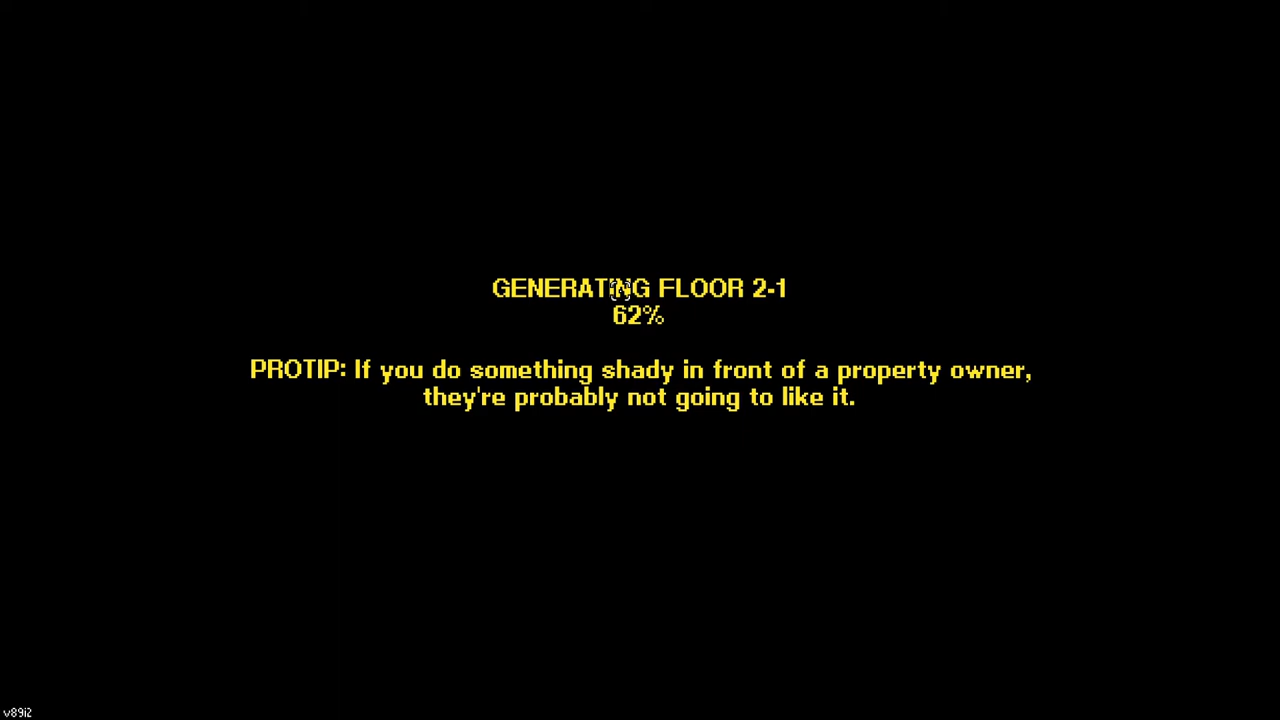 GENERATING FLOOR 2-1
62%
PROTIP: If you do something shady in front of a property owner,
they're probably not going to like it.
v89i2